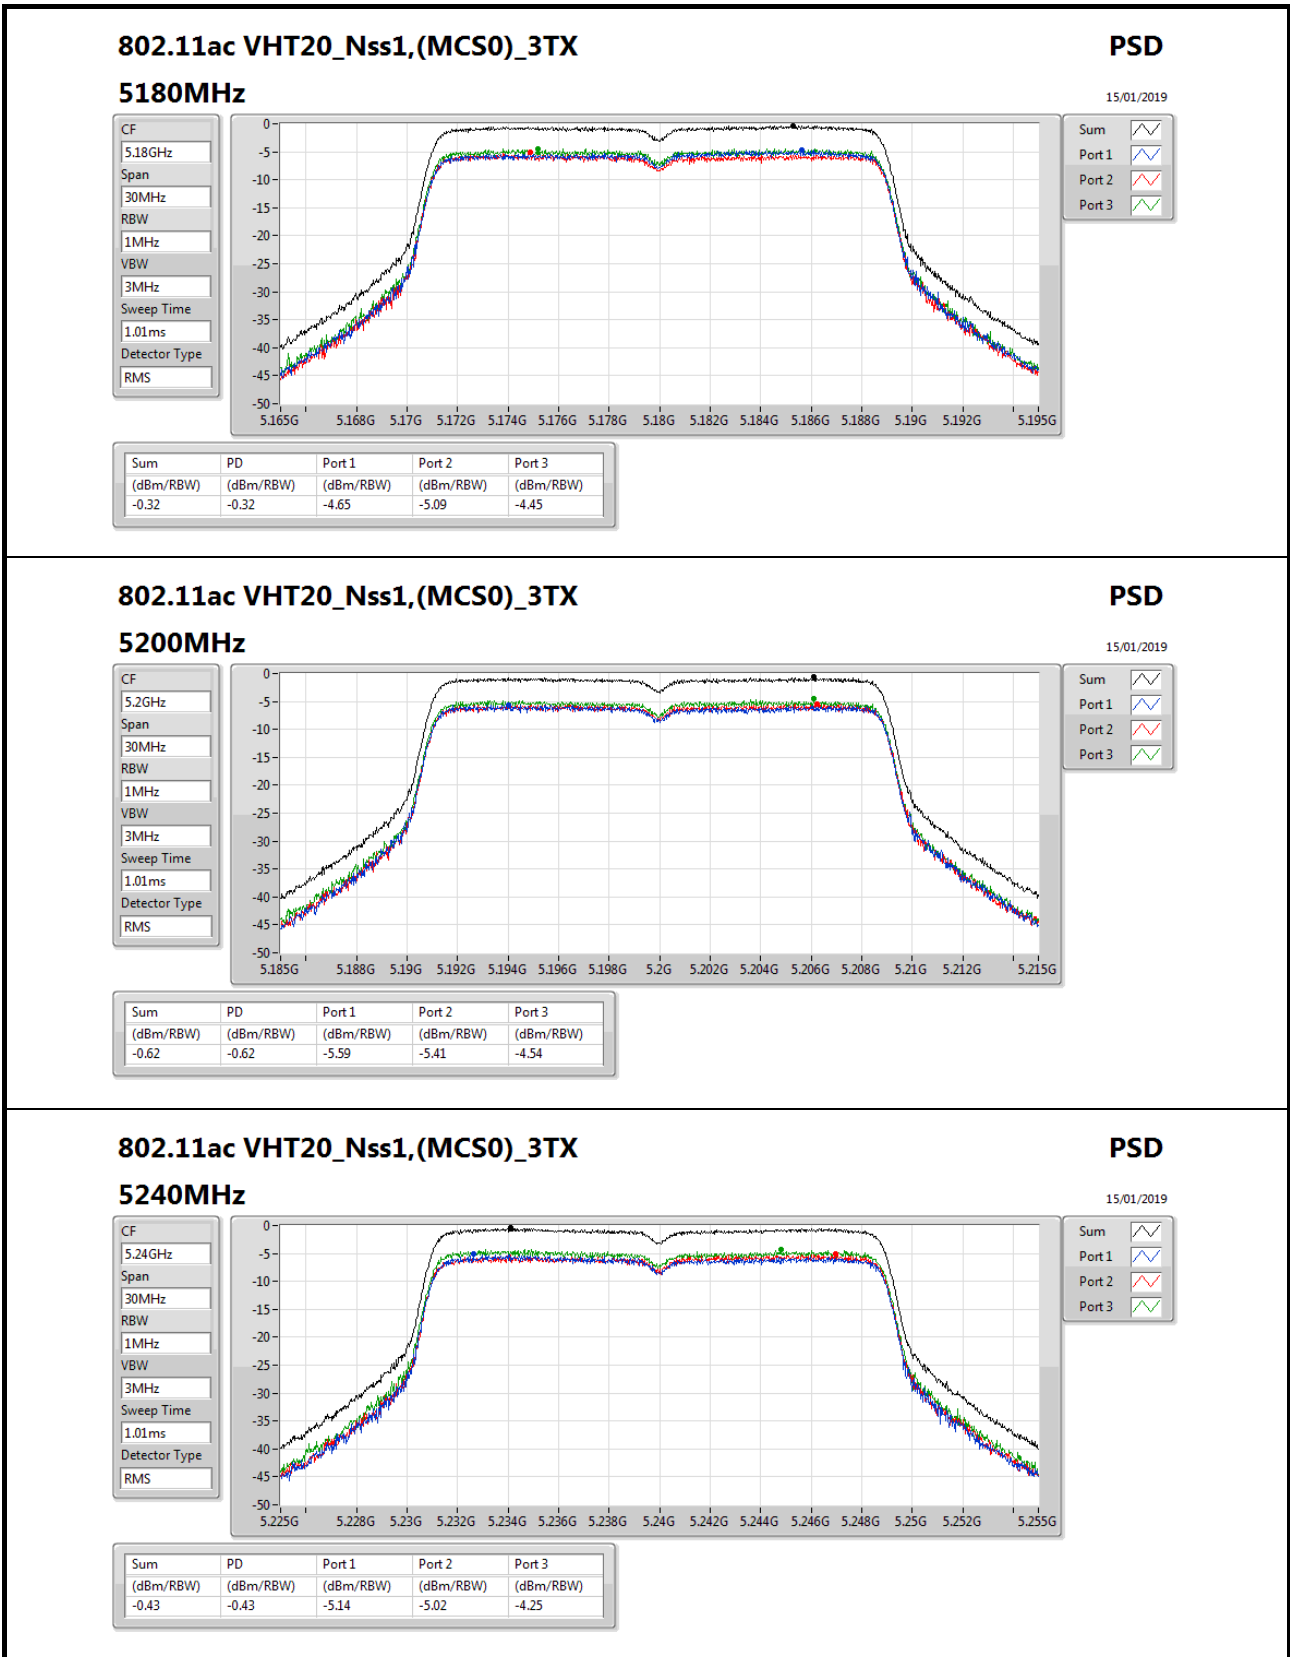 802.11ac VHT20_Nss1,(MCS0)_3TX PSD
5180MHz 15/01/2019
CF
5.18GHz
Span
30MHz
RBW
1MHz
VBW
3MHz
Sweep Time
1.01ms
Detector Type
RMS
0
-5
-10
-15
-20
-25
-30
-35
-40
-45
-50
5.165G 5.168G 5.17G 5.172G 5.174G 5.176G 5.178G 5.18G 5.182G 5.184G 5.186G 5.188G 5.19G 5.192G 5.195G
Sum
Port 1
Port 2
Port 3
Sum PD Port 1 Port 2 Port 3
(dBm/RBW) (dBm/RBW) (dBm/RBW) (dBm/RBW) (dBm/RBW)
-0.32 -0.32 -4.65 -5.09 -4.45
802.11ac VHT20_Nss1,(MCS0)_3TX PSD
5200MHz 15/01/2019
CF
5.2GHz
Span
30MHz
RBW
1MHz
VBW
3MHz
Sweep Time
1.01ms
Detector Type
RMS
0
-5
-10
-15
-20
-25
-30
-35
-40
-45
-50
5.185G 5.188G 5.19G 5.192G 5.194G 5.196G 5.198G 5.2G 5.202G 5.204G 5.206G 5.208G 5.21G 5.212G 5.215G
Sum
Port 1
Port 2
Port 3
Sum PD Port 1 Port 2 Port 3
(dBm/RBW) (dBm/RBW) (dBm/RBW) (dBm/RBW) (dBm/RBW)
-0.62 -0.62 -5.59 -5.41 -4.54
802.11ac VHT20_Nss1,(MCS0)_3TX PSD
5240MHz 15/01/2019
CF
5.24GHz
Span
30MHz
RBW
1MHz
VBW
3MHz
Sweep Time
1.01ms
Detector Type
RMS
0
-5
-10
-15
-20
-25
-30
-35
-40
-45
-50
5.225G 5.228G 5.23G 5.232G 5.234G 5.236G 5.238G 5.24G 5.242G 5.244G 5.246G 5.248G 5.25G 5.252G 5.255G
Sum
Port 1
Port 2
Port 3
Sum PD Port 1 Port 2 Port 3
(dBm/RBW) (dBm/RBW) (dBm/RBW) (dBm/RBW) (dBm/RBW)
-0.43 -0.43 -5.14 -5.02 -4.25